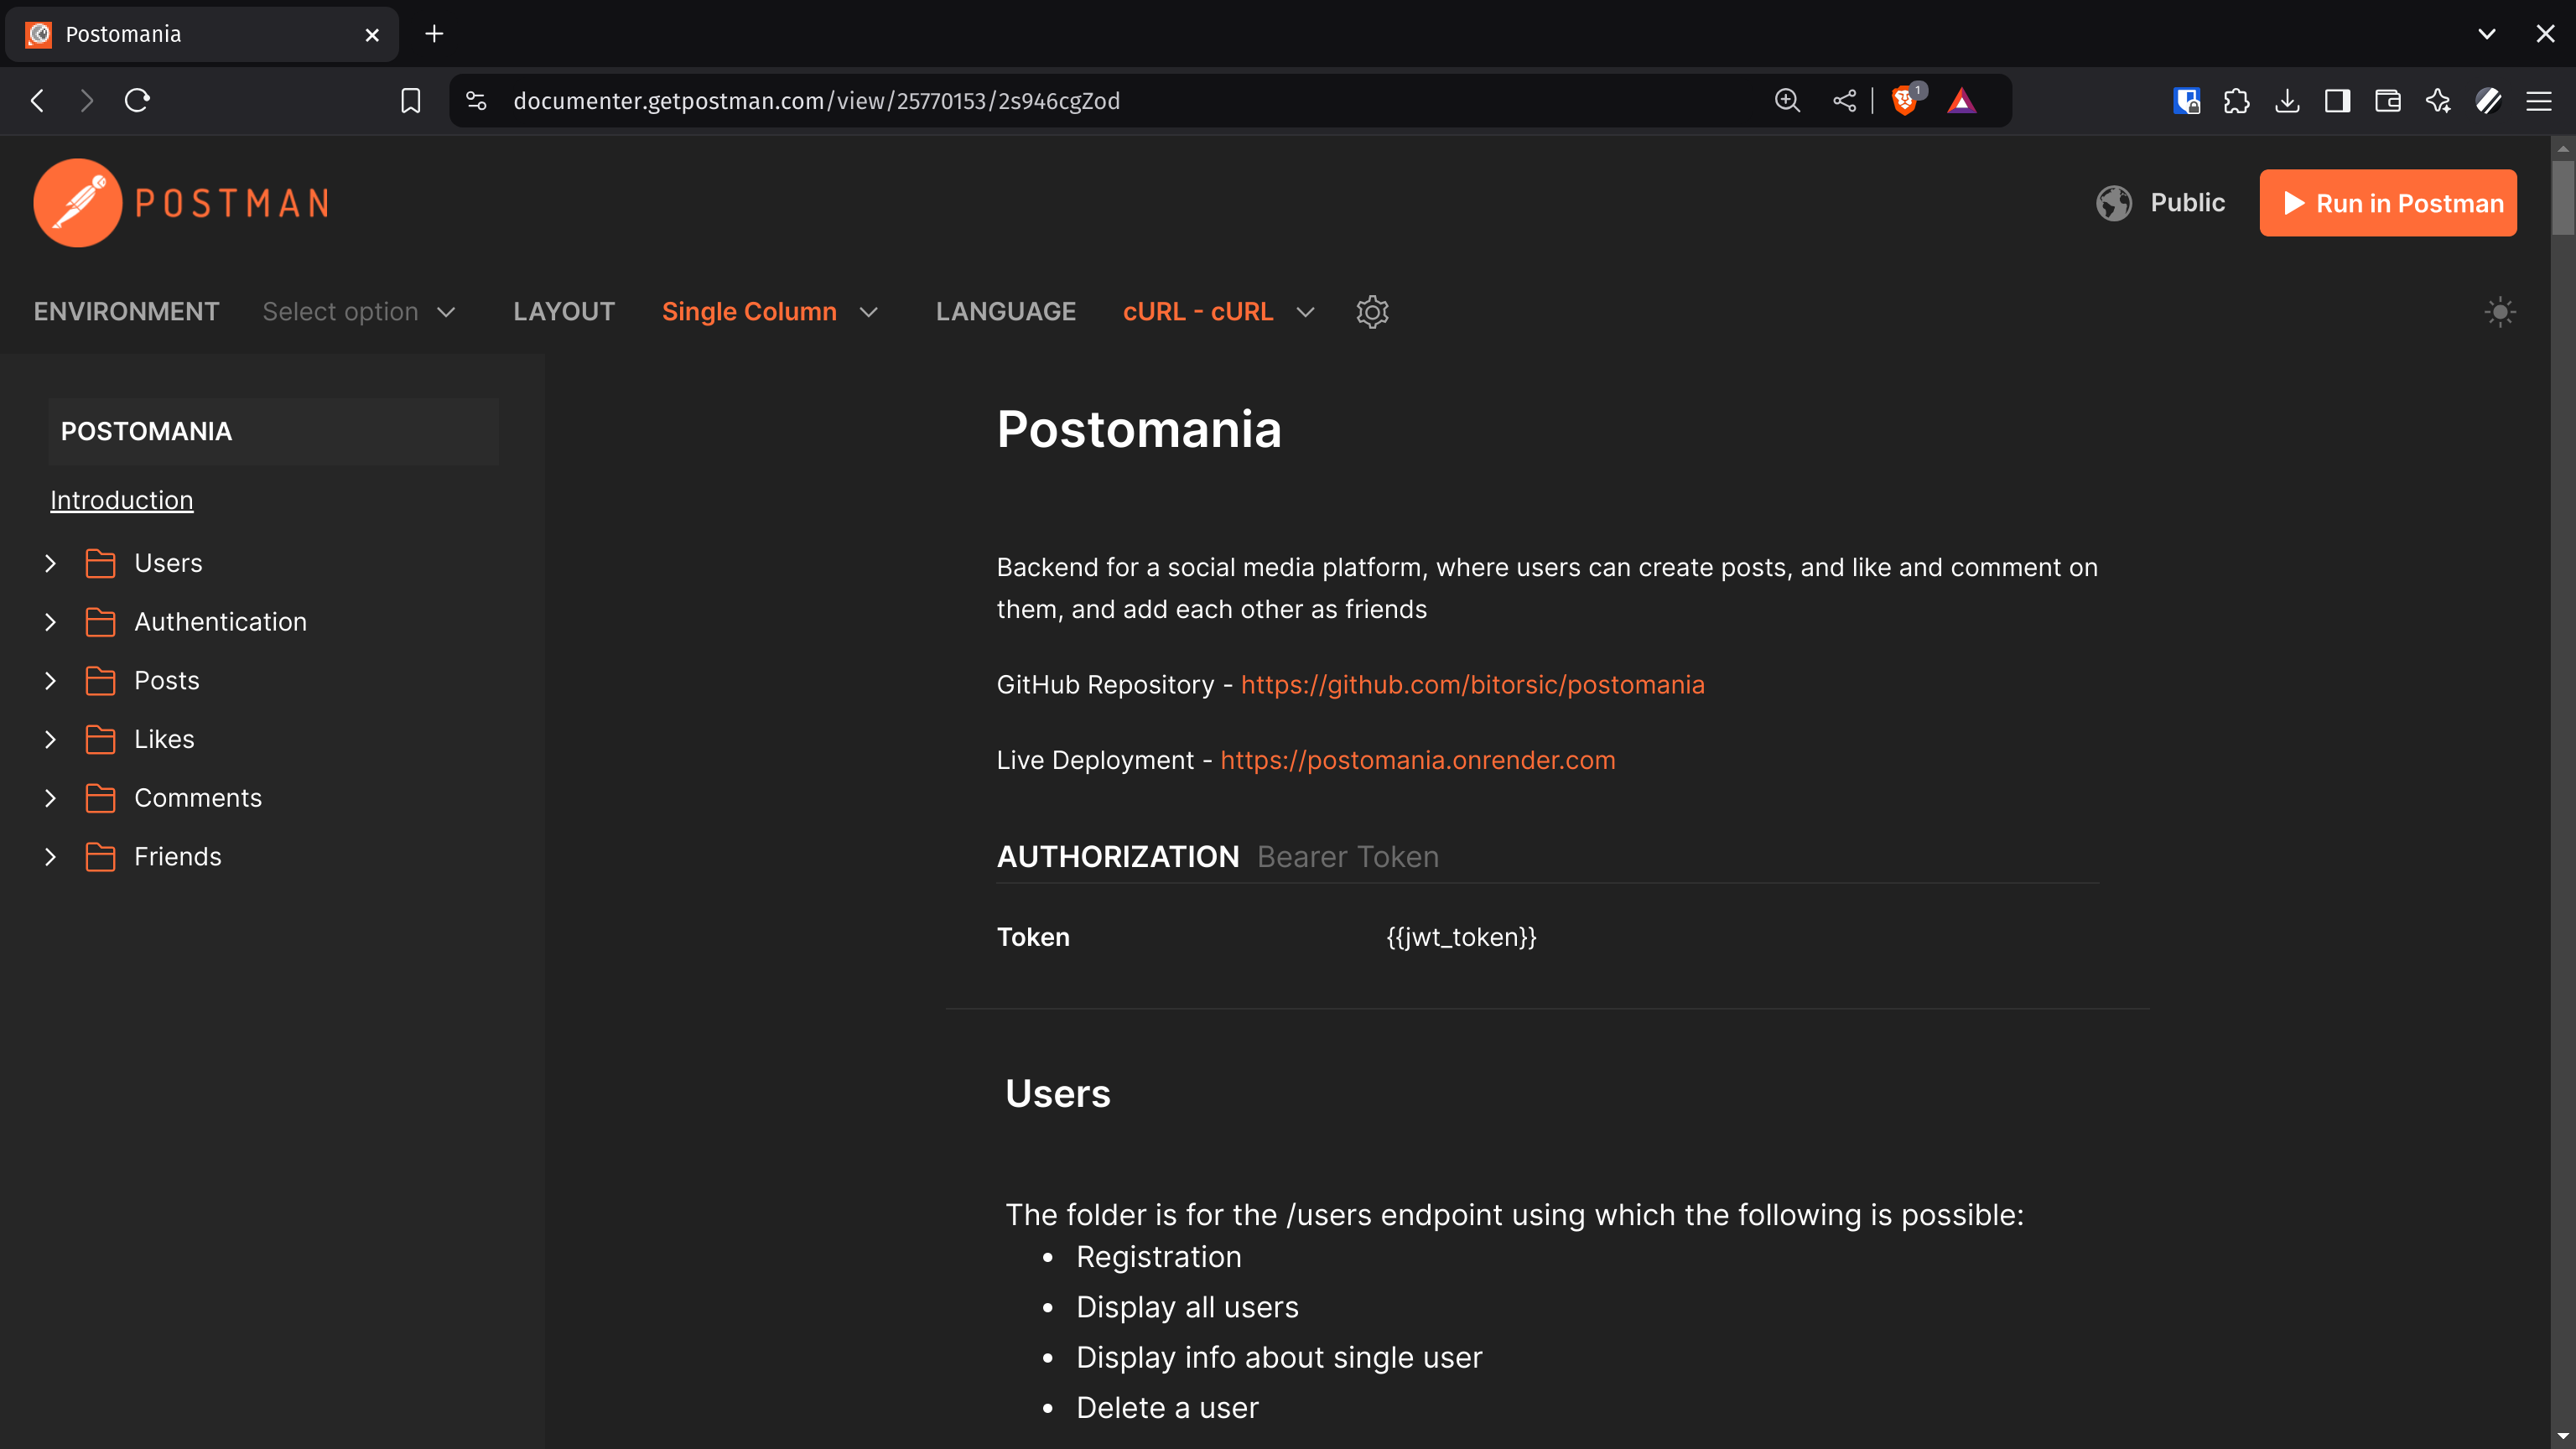 Postomania
documenter.getpostman.com/view/25770153/2s946cgZod
1
POSTMAN
Public
Run in Postman
ENVIRONMENT Select option LAYOUT Single Column LANGUAGE cURL - cURL
POSTOMANIA
Introduction
Users
Authentication
Posts
Likes
Comments
Friends
Postomania
Backend for a social media platform, where users can create posts, and like and comment on
them, and add each other as friends
GitHub Repository - https://github.com/bitorsic/postomania
Live Deployment - https://postomania.onrender.com
AUTHORIZATION Bearer Token
Token {{jwt_token}}
Users
The folder is for the /users endpoint using which the following is possible:
• Registration
• Display all users
• Display info about single user
• Delete a user